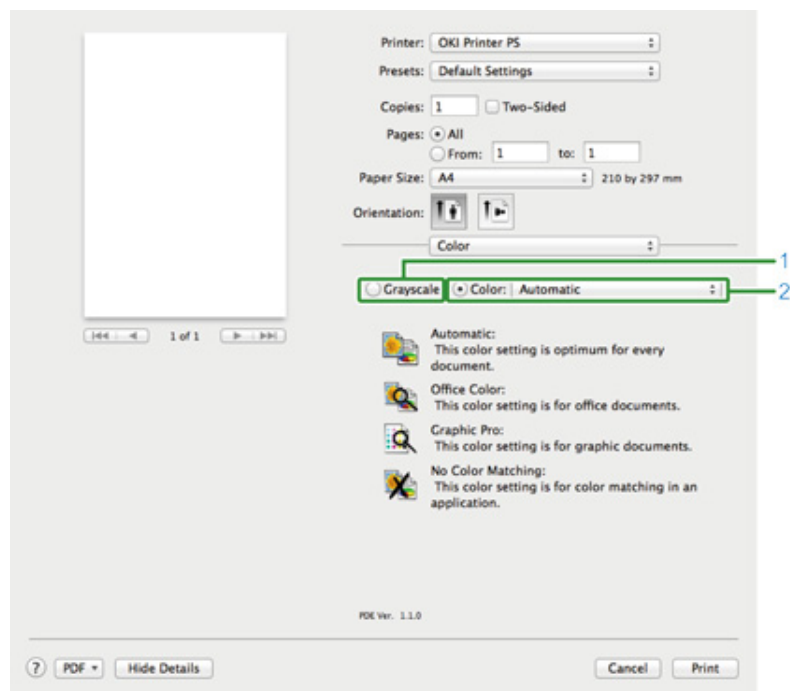 Printer: OKI Printer PS
Presets: Default Settings
Copies: 1 Two-Sided
Pages: All
From: 1 to: 1
Paper Size: A4 210 by 297 mm
Orientation:
Color
1
Grayscale Color: Automatic
2
1 of 1
Automatic:
This color setting is optimum for every
document.
Office Color:
This color setting is for office documents.
Graphic Pro:
This color setting is for graphic documents.
No Color Matching:
This color setting is for color matching in an
application.
PDE Ver. 1.1.0
? PDF Hide Details Cancel Print